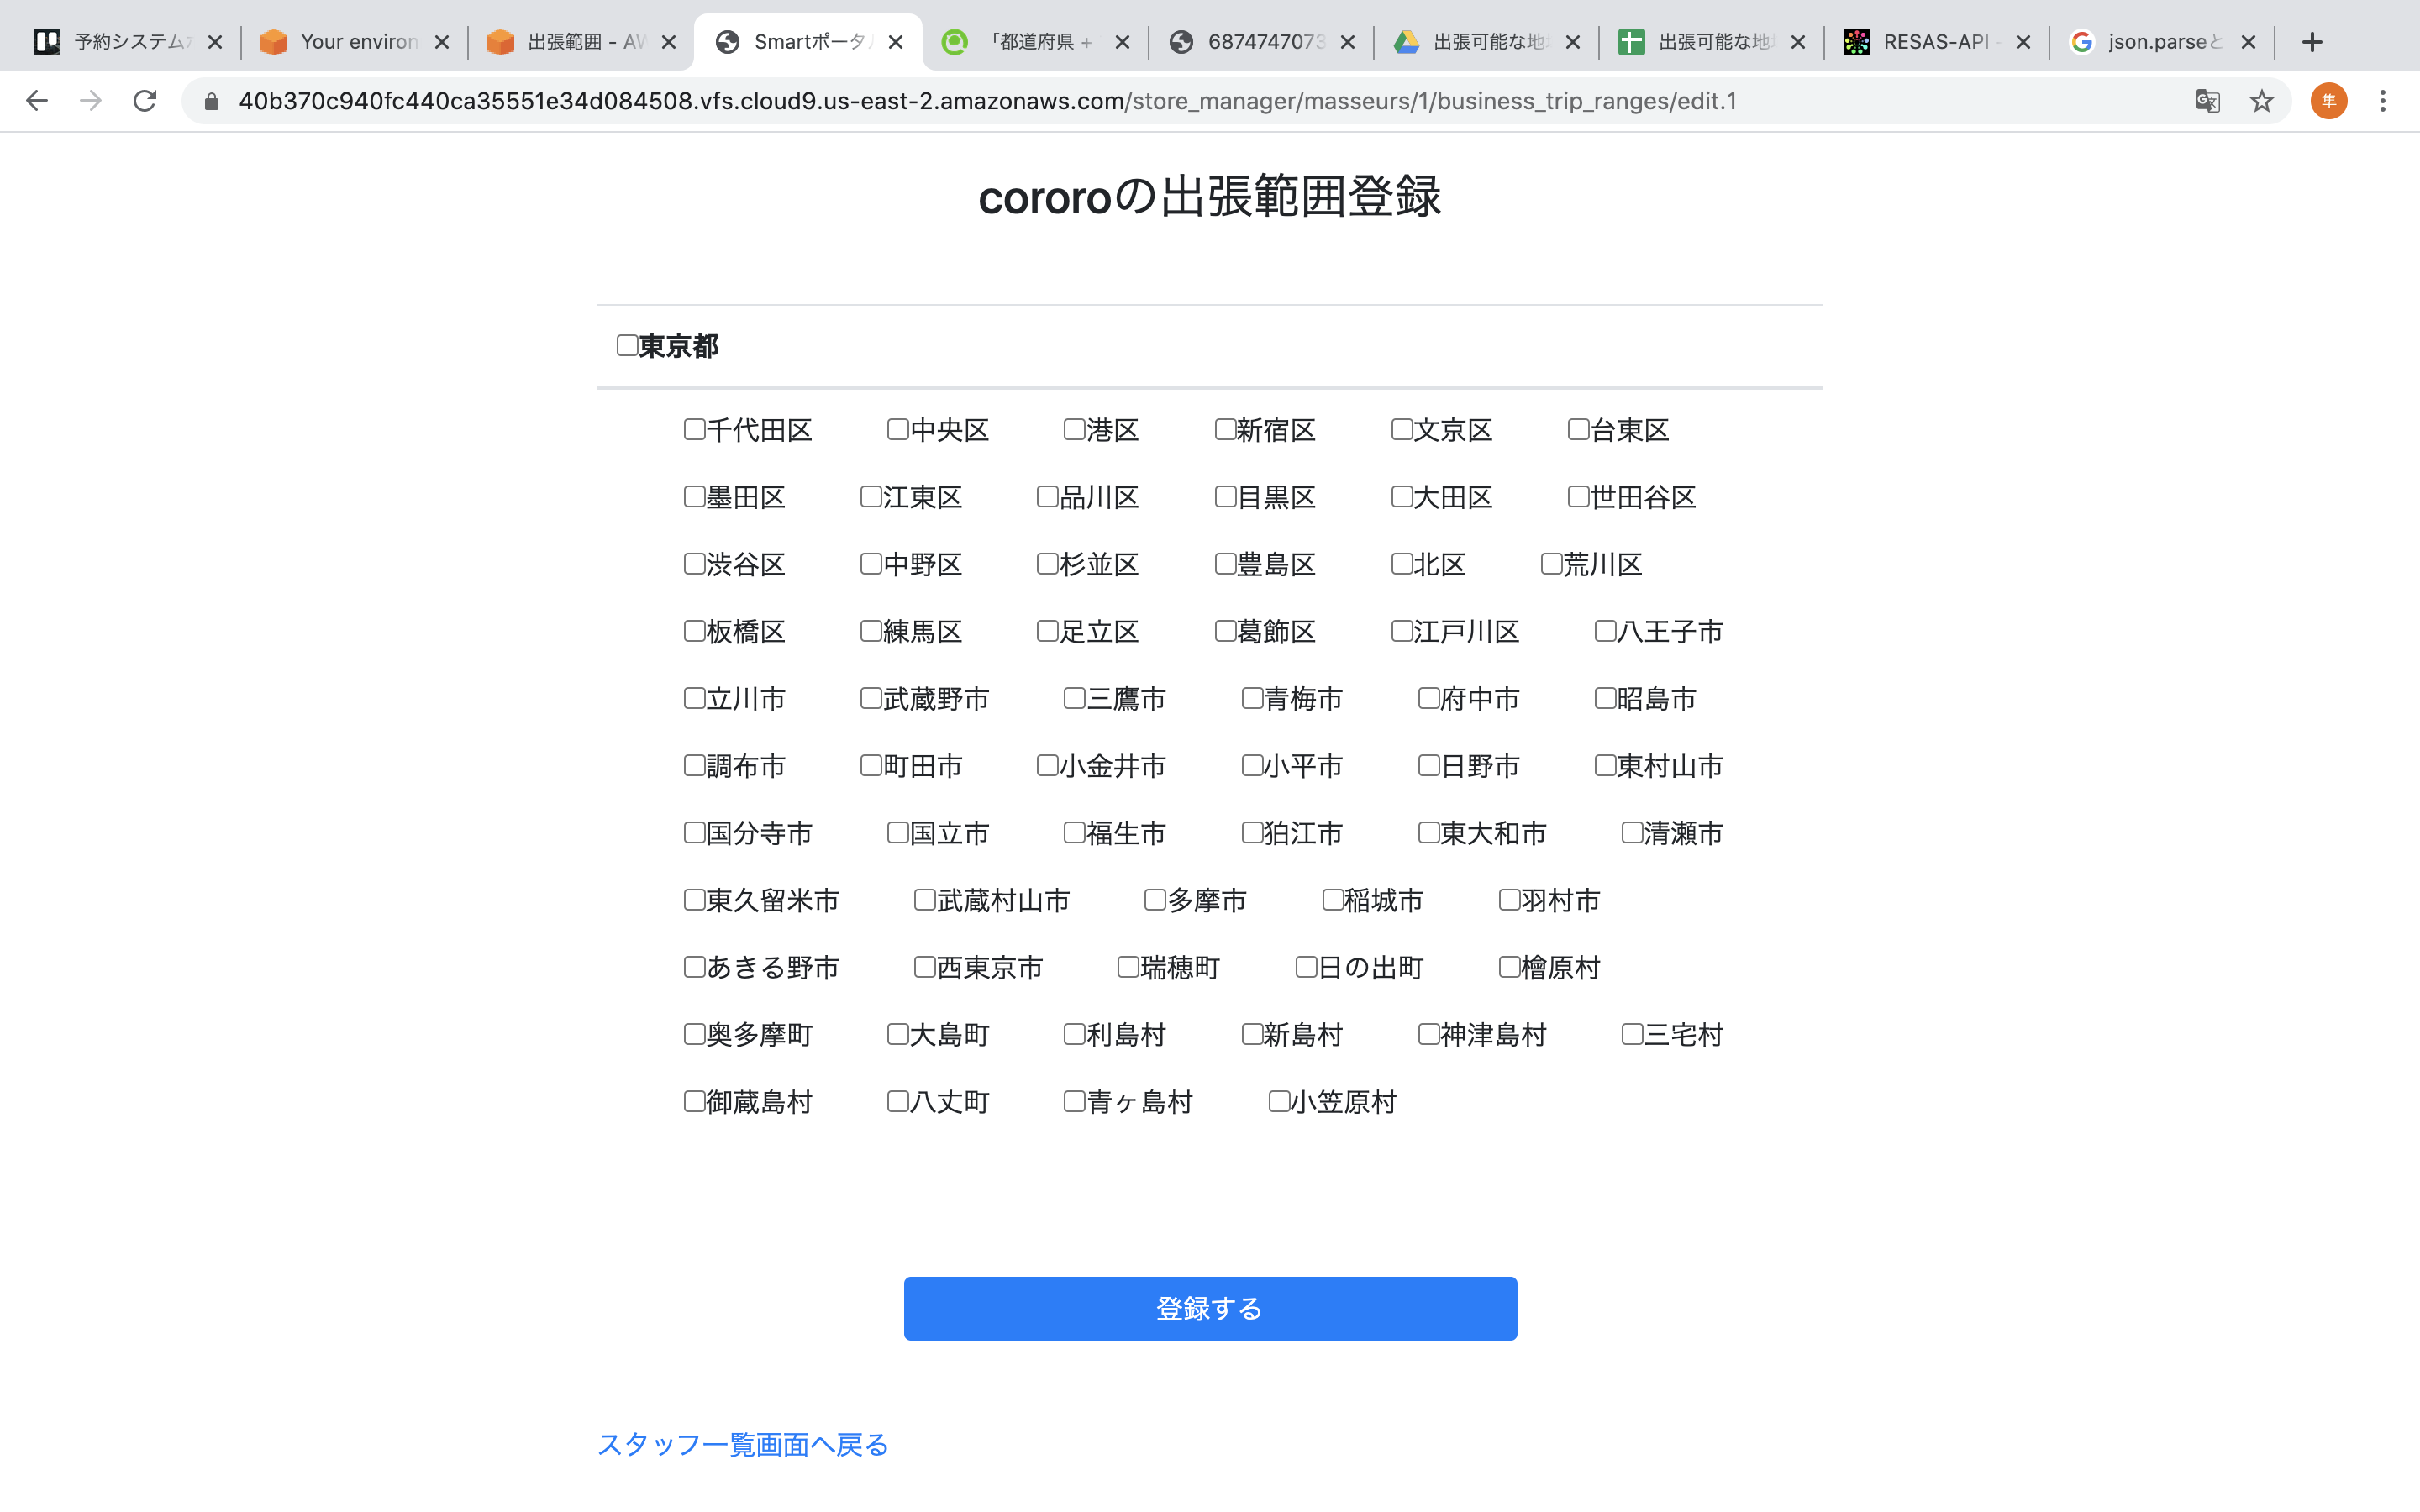 予約システム
Your environ
出張範囲 - AW
Smartポータ
「都道府県 +
6874747073
出張可能な地
出張可能な地
RESAS-API -
json.parseと
40b370c940fc440ca35551e34d084508.vfs.cloud9.us-east-2.amazonaws.com/store_manager/masseurs/1/business_trip_ranges/edit.1
隼
cororoの出張範囲登録
東京都
千代田区 中央区 港区 新宿区 文京区 台東区
墨田区 江東区 品川区 目黒区 大田区 世田谷区
渋谷区 中野区 杉並区 豊島区 北区 荒川区
板橋区 練馬区 足立区 葛飾区 江戸川区 八王子市
立川市 武蔵野市 三鷹市 青梅市 府中市 昭島市
調布市 町田市 小金井市 小平市 日野市 東村山市
国分寺市 国立市 福生市 狛江市 東大和市 清瀬市
東久留米市 武蔵村山市 多摩市 稲城市 羽村市
あきる野市 西東京市 瑞穂町 日の出町 檜原村
奥多摩町 大島町 利島村 新島村 神津島村 三宅村
御蔵島村 八丈町 青ヶ島村 小笠原村
登録する
スタッフ一覧画面へ戻る